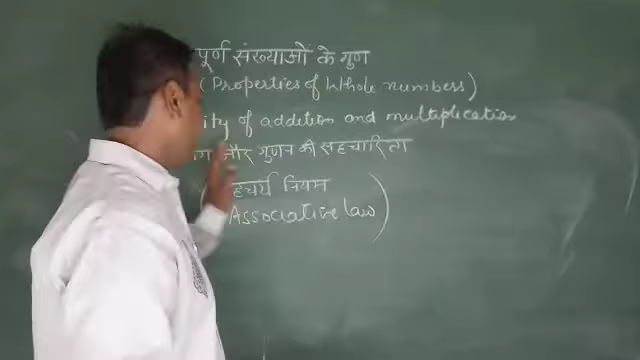 पूर्ण संख्याओं के गुण
(Properties of Whole numbers)
ity of addition and multiplication
और गुणन की सहचारिता
हचर्य नियम
Associative law)